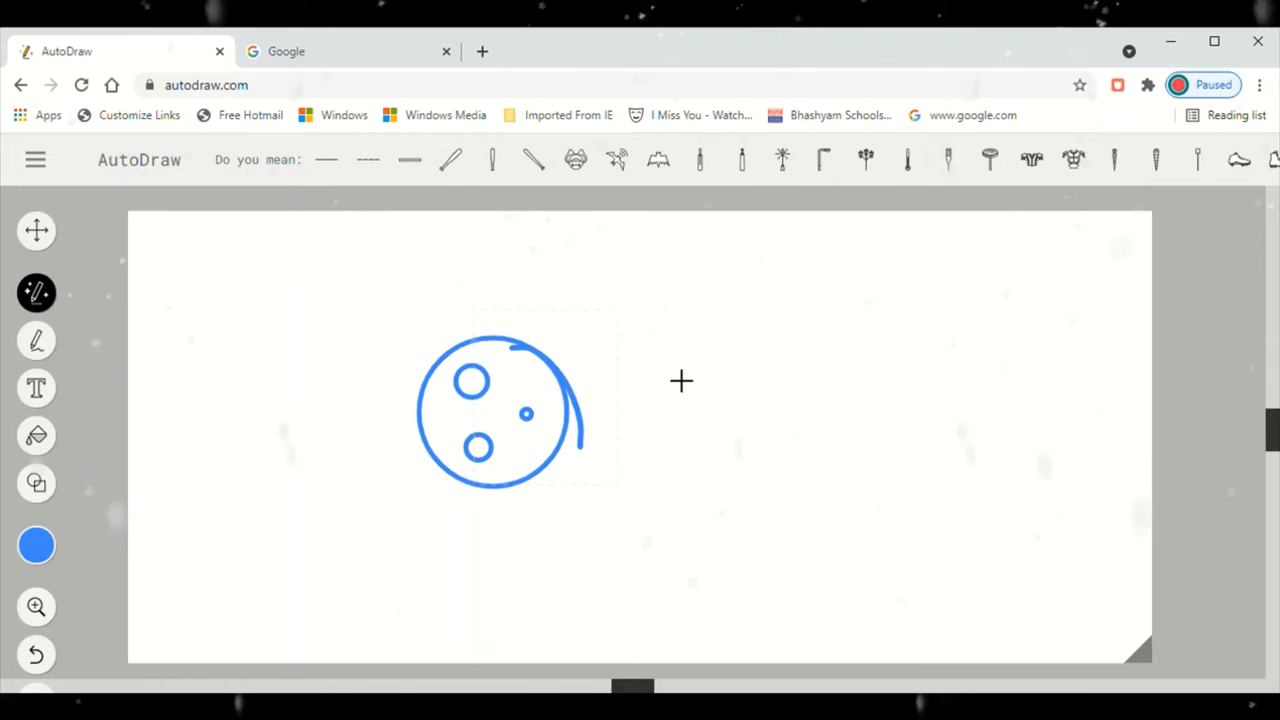 AutoDraw
Google
autodraw.com
Paused
Apps
Customize Links
Free Hotmail
Windows
Windows Media
Imported From IE
I Miss You - Watch...
Bhashyam Schools...
www.google.com
Reading list
AutoDraw
Do you mean:
T